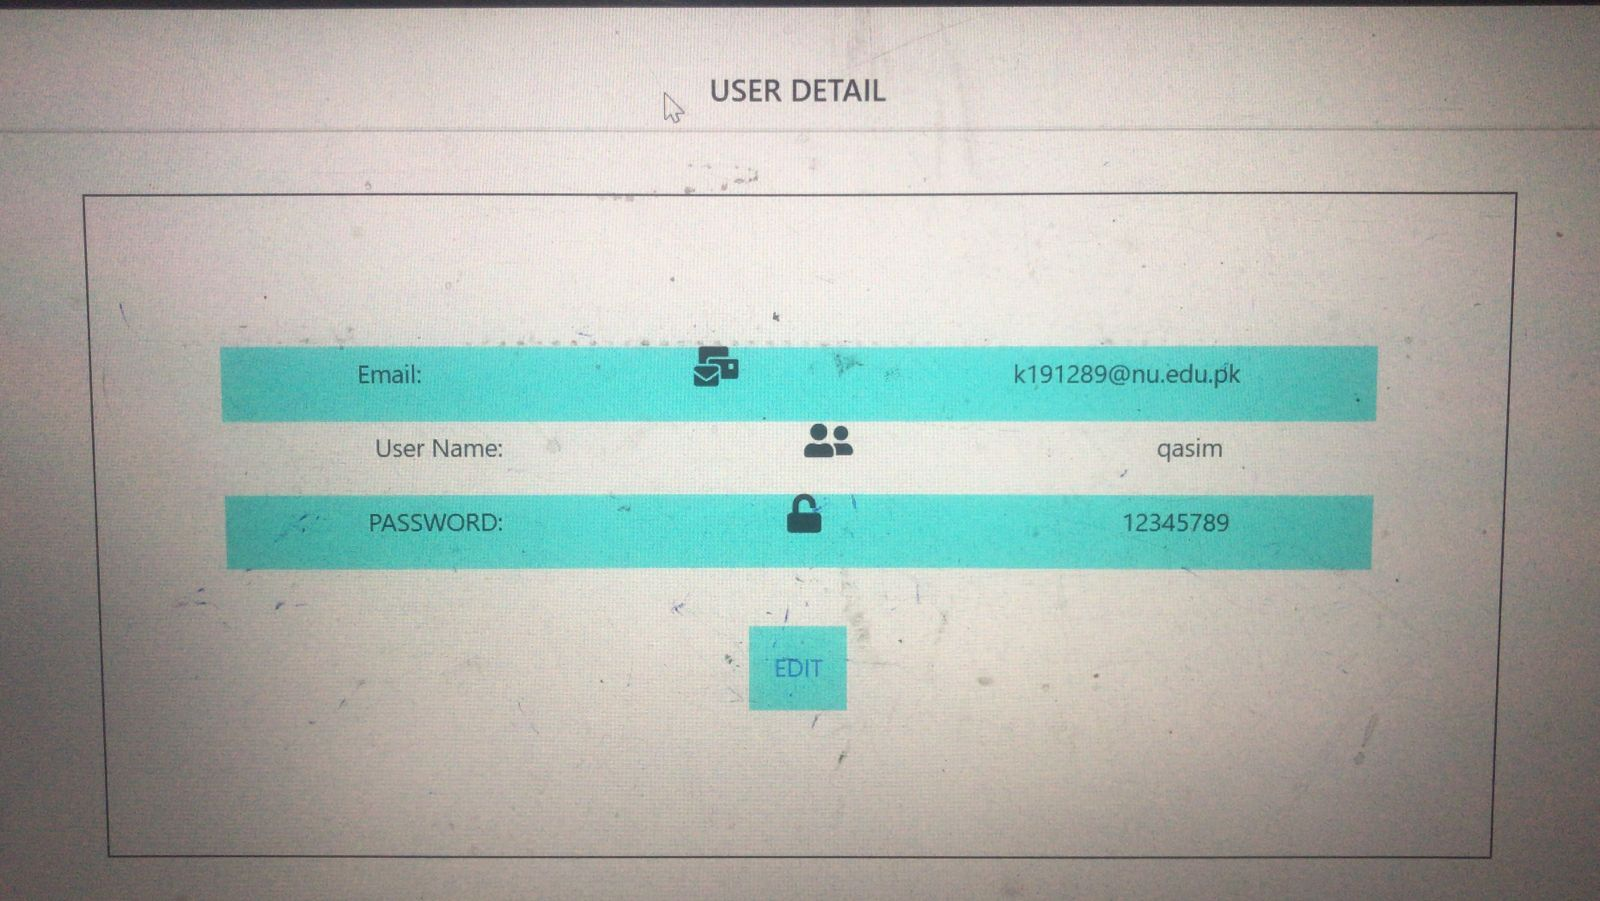 USER DETAIL
Email: k191289@nu.edu.pk
User Name: qasim
PASSWORD: 12345789
EDIT